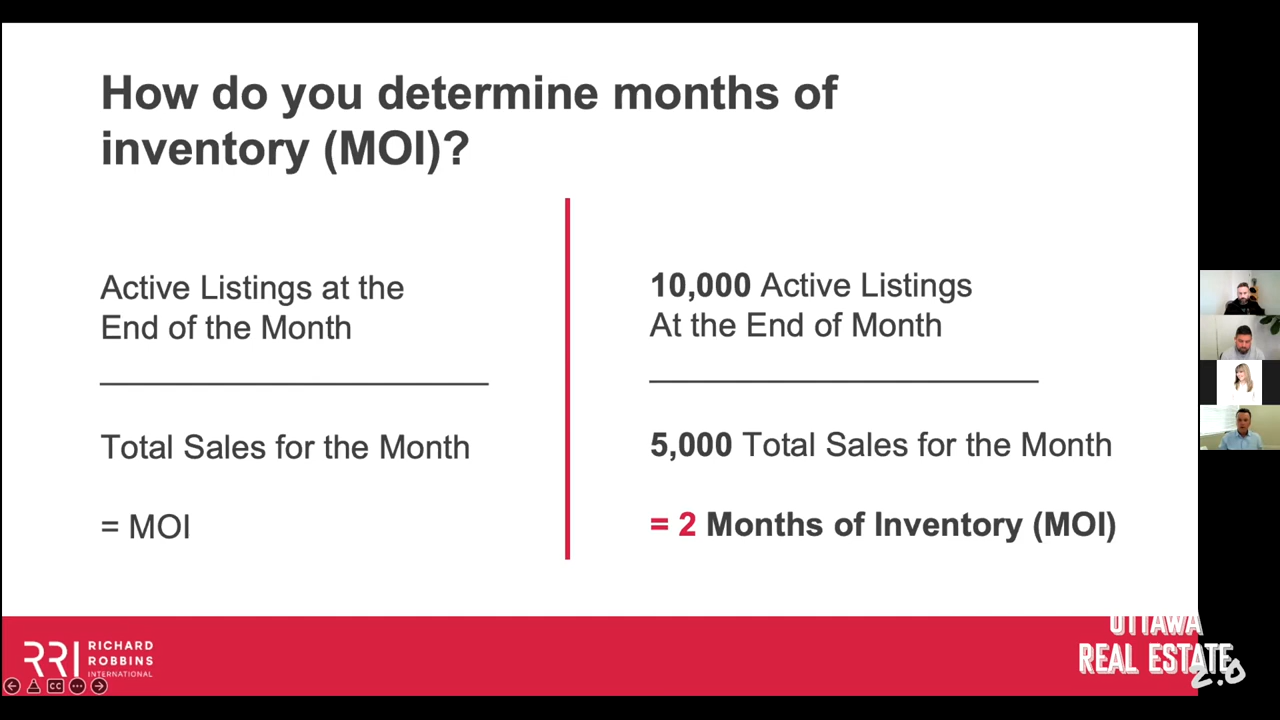 How do you determine months of
inventory (MOI)?
Active Listings at the
End of the Month
Total Sales for the Month
= MOI
10,000 Active Listings
At the End of Month
5,000 Total Sales for the Month
= 2 Months of Inventory (MOI)
RRI
RICHARD
ROBBINS
INTERNATIONAL
CC
OTTAWA
REAL ESTATE
2.0